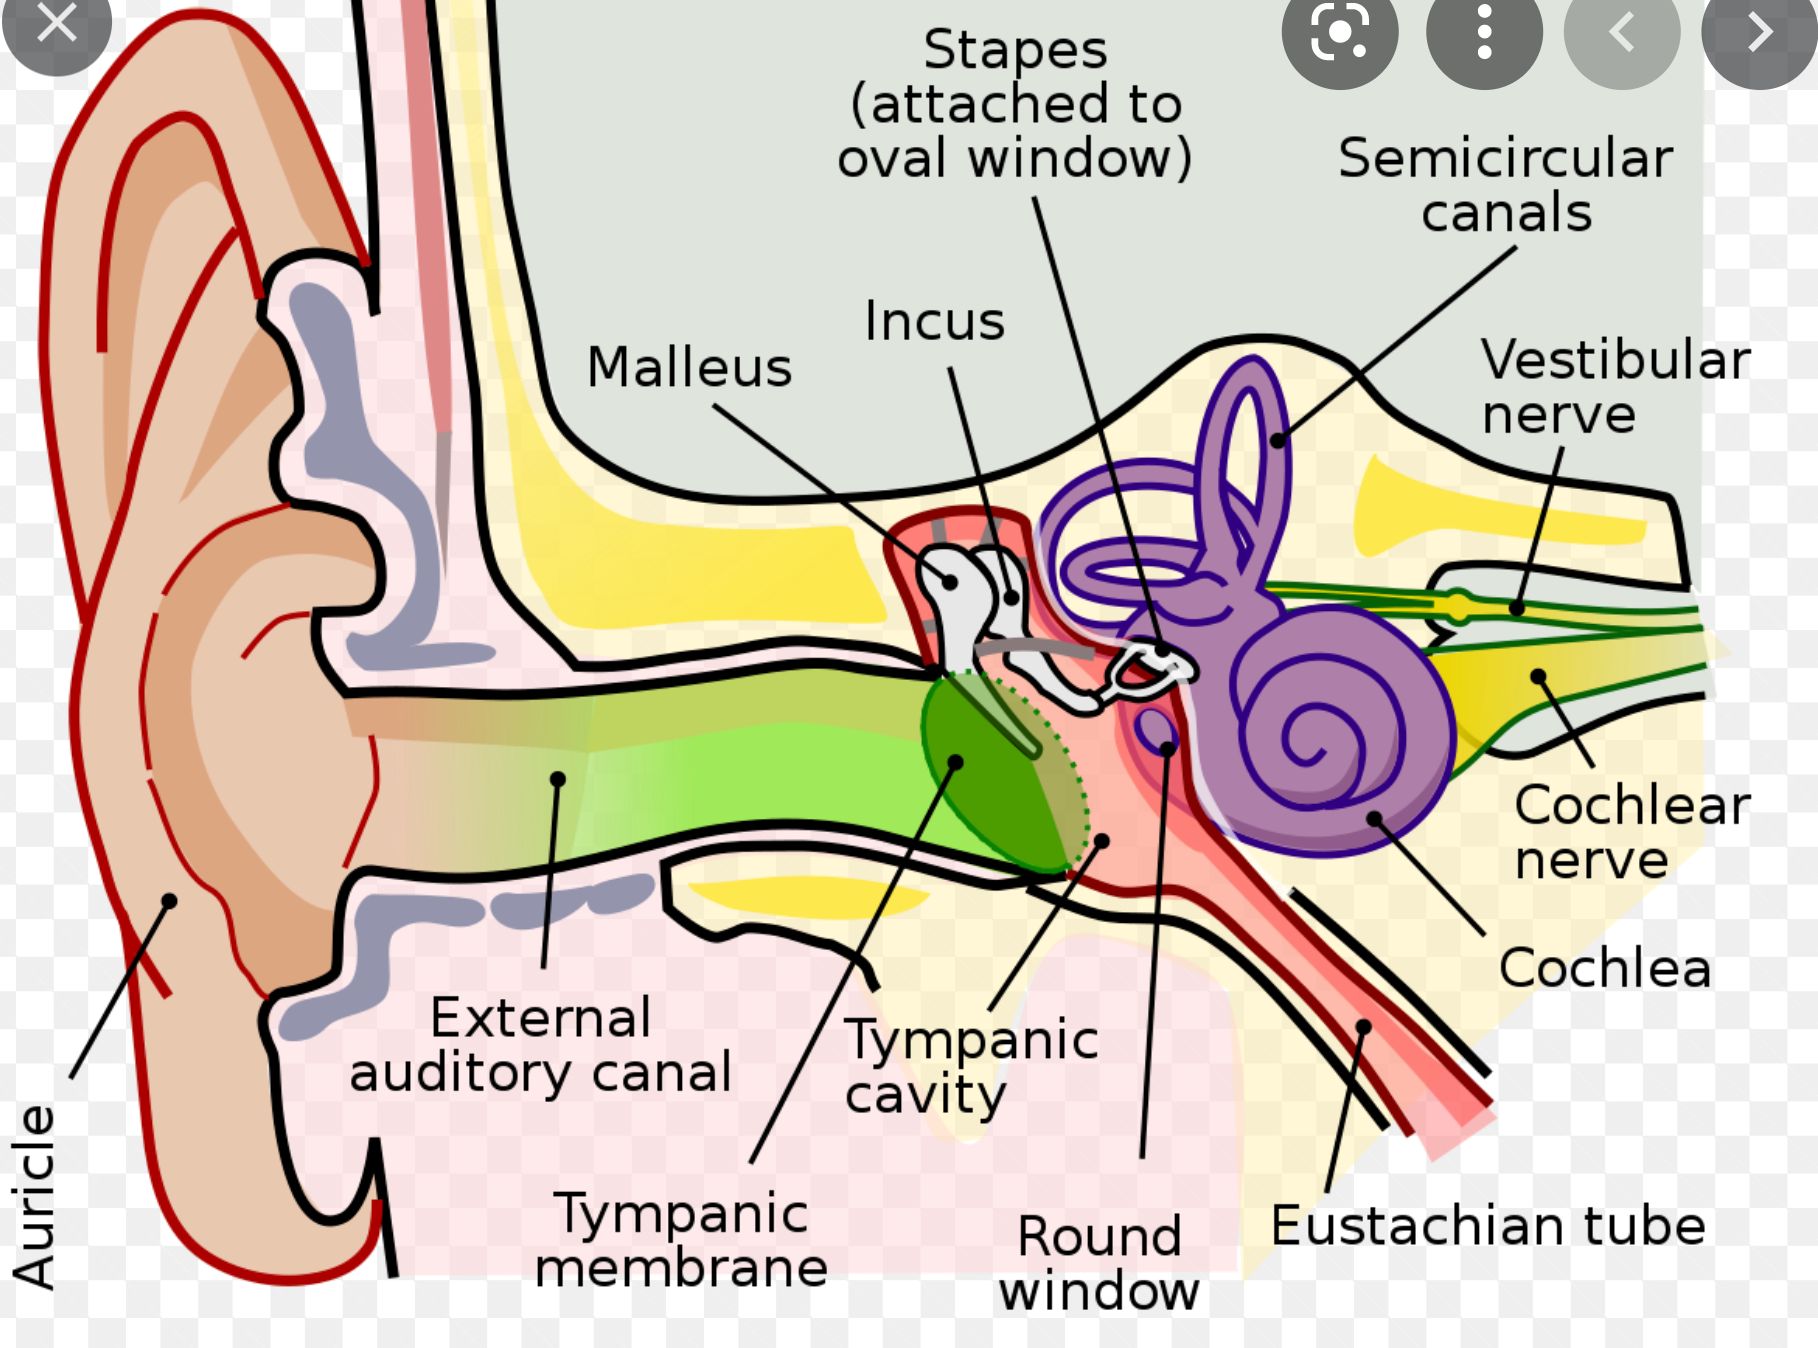 Stapes
(attached to
oval window)
Semicircular
canals
Incus
Malleus
Vestibular
nerve
Cochlear
nerve
Cochlea
External
auditory canal
Tympanic
cavity
Auricle
Tympanic
membrane
Round
window
Eustachian tube